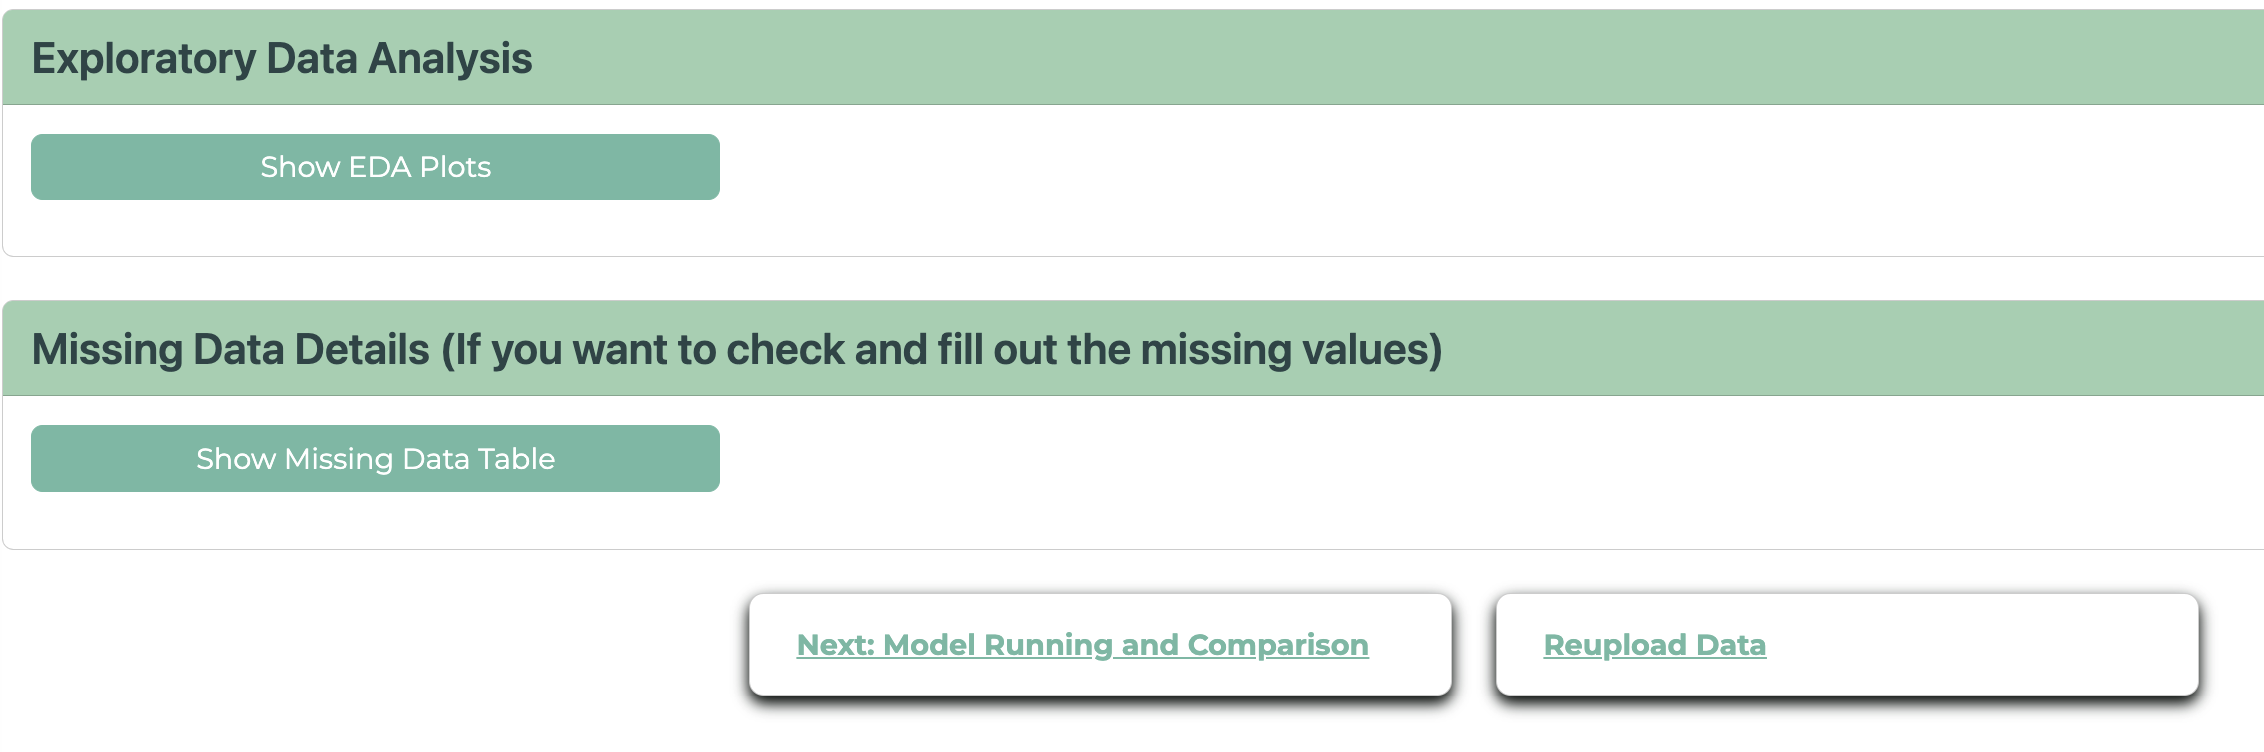 Exploratory Data Analysis
Show EDA Plots
Missing Data Details (If you want to check and fill out the missing values)
Show Missing Data Table
Next: Model Running and Comparison
Reupload Data